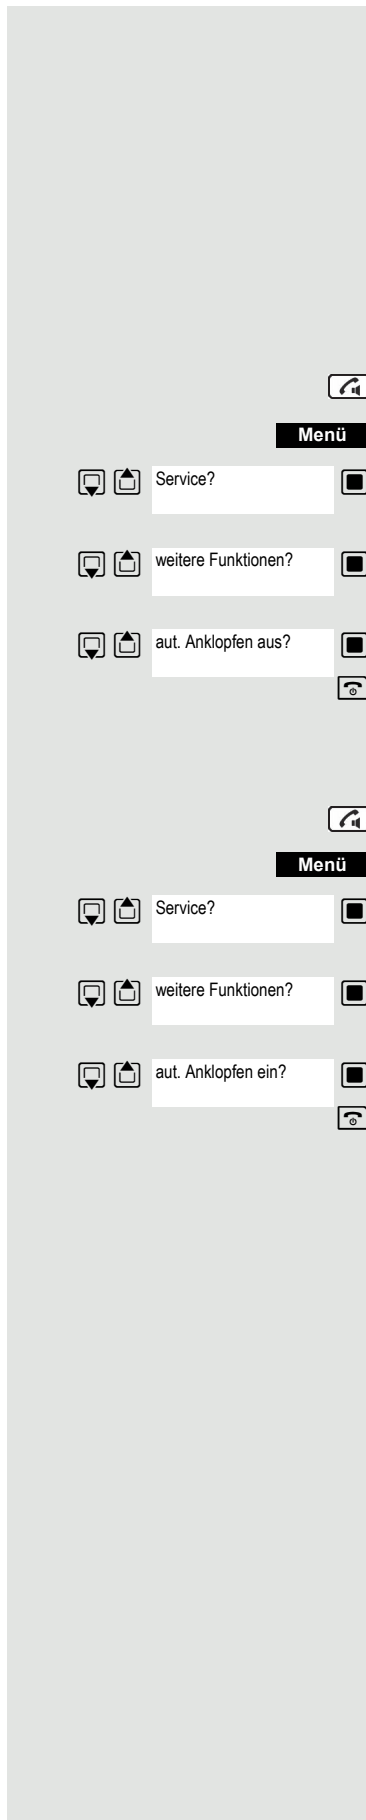 Menü
Service?
weitere Funktionen?
aut. Anklopfen aus?
Menü
Service?
weitere Funktionen?
aut. Anklopfen ein?